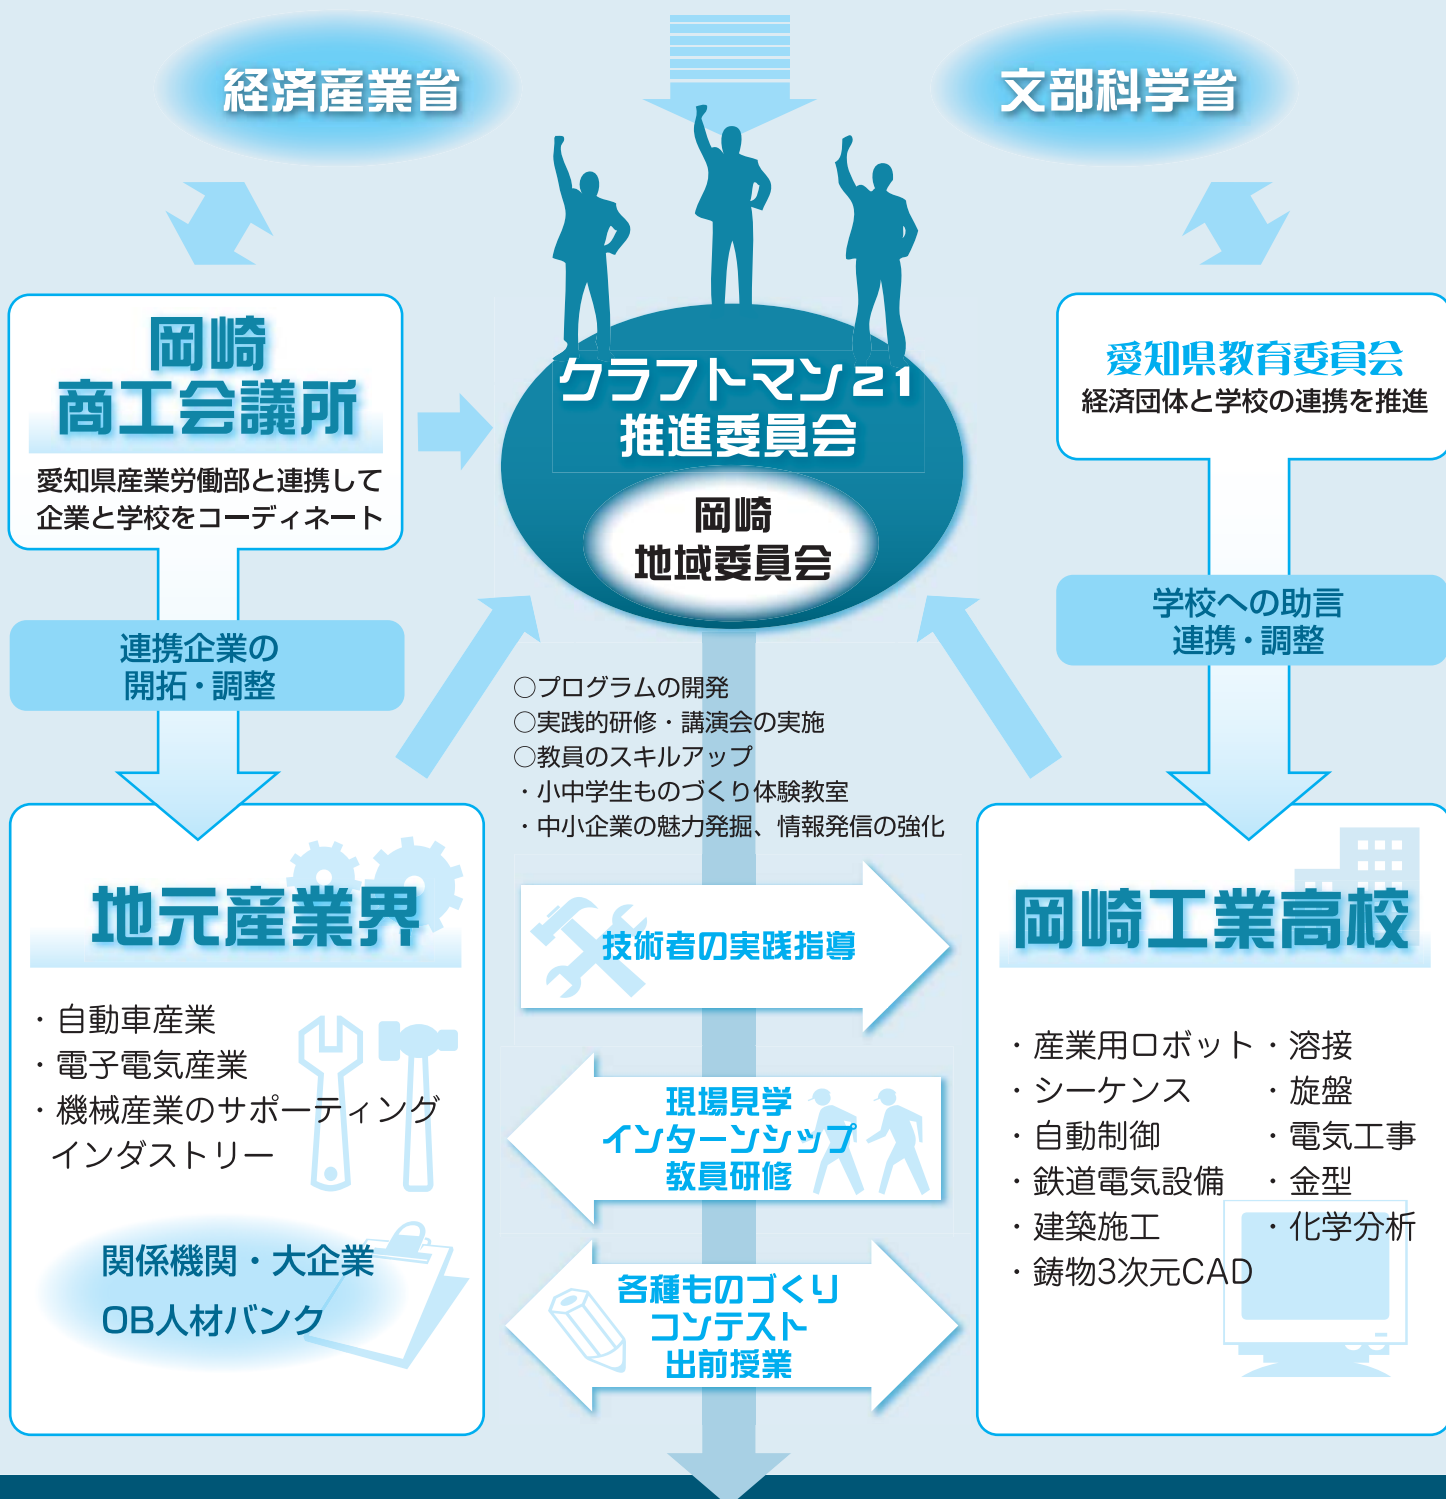 経済産業省
文部科学省
岡崎
商工会議所
愛知県産業労働部と連携して
企業と学校をコーディネート
クラフトマン21
推進委員会
岡崎
地域委員会
愛知県教育委員会
経済団体と学校の連携を推進
連携企業の
開拓・調整
学校への助言
連携・調整
○プログラムの開発
○実践的研修・講演会の実施
○教員のスキルアップ
・小中学生ものづくり体験教室
・中小企業の魅力発掘、情報発信の強化
地元産業界
・自動車産業
・電子電気産業
・機械産業のサポーティング
インダストリー
関係機関・大企業
OB人材バンク
技術者の実践指導
現場見学
インターンシップ
教員研修
各種ものづくり
コンテスト
出前授業
岡崎工業高校
・産業用ロボット
・シーケンス
・自動制御
・鉄道電気設備
・建築施工
・鋳物3次元CAD
・溶接
・旋盤
・電気工事
・金型
・化学分析